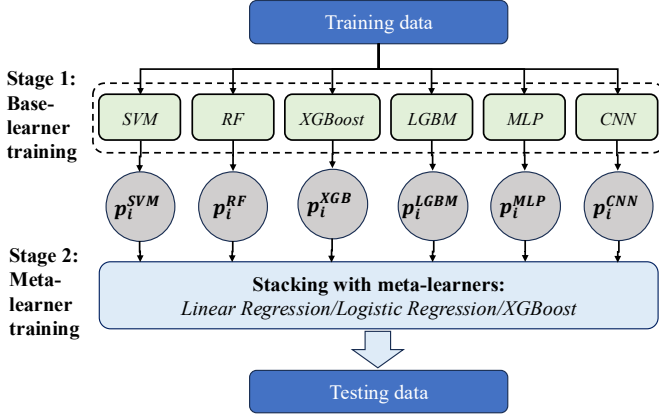 Training data
Stage 1:
Base-
learner
training
SVM RF XGBoost LGBM MLP CNN
p_i^SVM p_i^RF p_i^XGB p_i^LGBM p_i^MLP p_i^CNN
Stage 2:
Meta-
learner
training
Stacking with meta-learners:
Linear Regression/Logistic Regression/XGBoost
Testing data